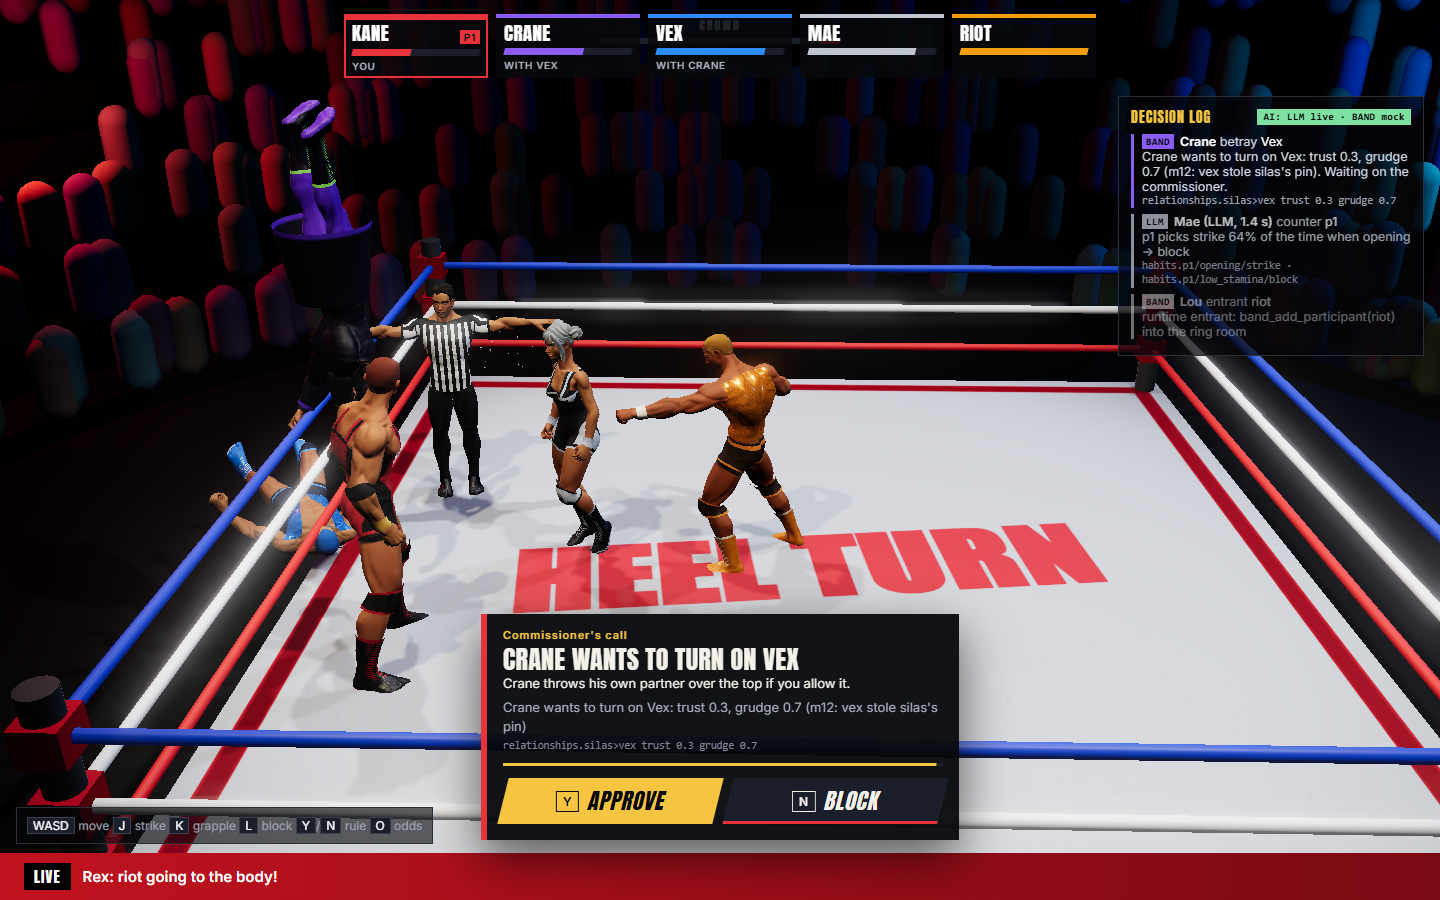 KANE
P1
YOU
CRANE
WITH VEX
CROWD
VEX
WITH CRANE
MAE
RIOT
DECISION LOG
AI: LLM live · BAND mock
BAND Crane betray Vex
Crane wants to turn on Vex: trust 0.3, grudge
0.7 (m12: vex stole silas's pin). Waiting on the
commissioner.
relationships.silas>vex trust 0.3 grudge 0.7
LLM Mae (LLM, 1.4 s) counter p1
p1 picks strike 64% of the time when opening
→ block
habits.p1/opening/strike ·
habits.p1/low_stamina/block
BAND Lou entrant riot
runtime entrant: band_add_participant(riot)
into the ring room
HEEL TURN
Commissioner's call
CRANE WANTS TO TURN ON VEX
Crane throws his own partner over the top if you allow it.
Crane wants to turn on Vex: trust 0.3, grudge 0.7 (m12: vex stole silas's
pin)
relationships.silas>vex trust 0.3 grudge 0.7
Y APPROVE
N BLOCK
WASD move J strike K grapple L block Y / N rule O odds
LIVE Rex: riot going to the body!